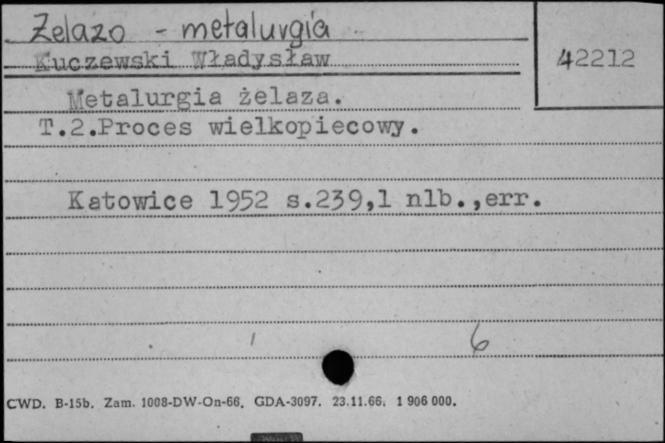 Żelazo - metalurgia
Kuczewski Władysław
42212
Metalurgia żelaza.
T.2.Proces wielkopiecowy.
Katowice 1952 s.239,1 nlb.,err.
6
CWD. B-15b. Zam. 1008-DW-On-66. GDA-3097. 23.11.66. 1 906 000.